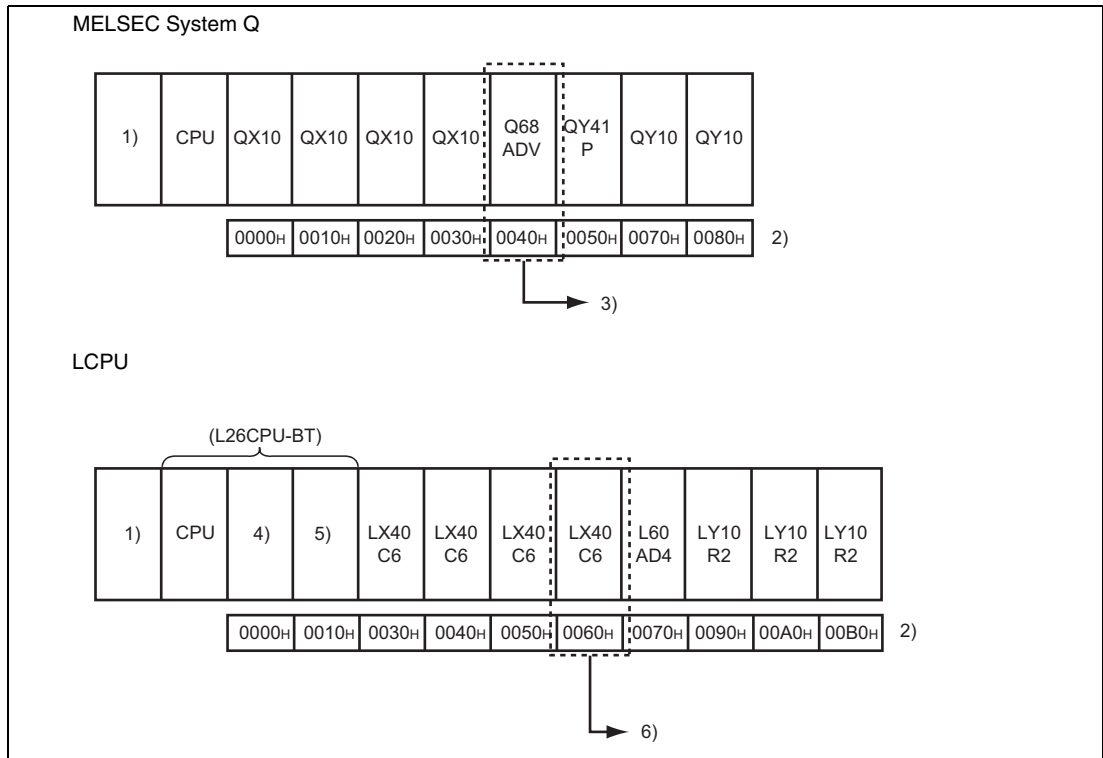 MELSEC System Q
1) CPU QX10 QX10 QX10 QX10 Q68 ADV QY41 P QY10 QY10
0000H 0010H 0020H 0030H 0040H 0050H 0070H 0080H 2)
3)
LCPU
(L26CPU-BT)
1) CPU 4) 5) LX40 C6 LX40 C6 LX40 C6 LX40 C6 L60 AD4 LY10 R2 LY10 R2 LY10 R2
0000H 0010H 0030H 0040H 0050H 0060H 0070H 0090H 00A0H 00B0H 2)
6)